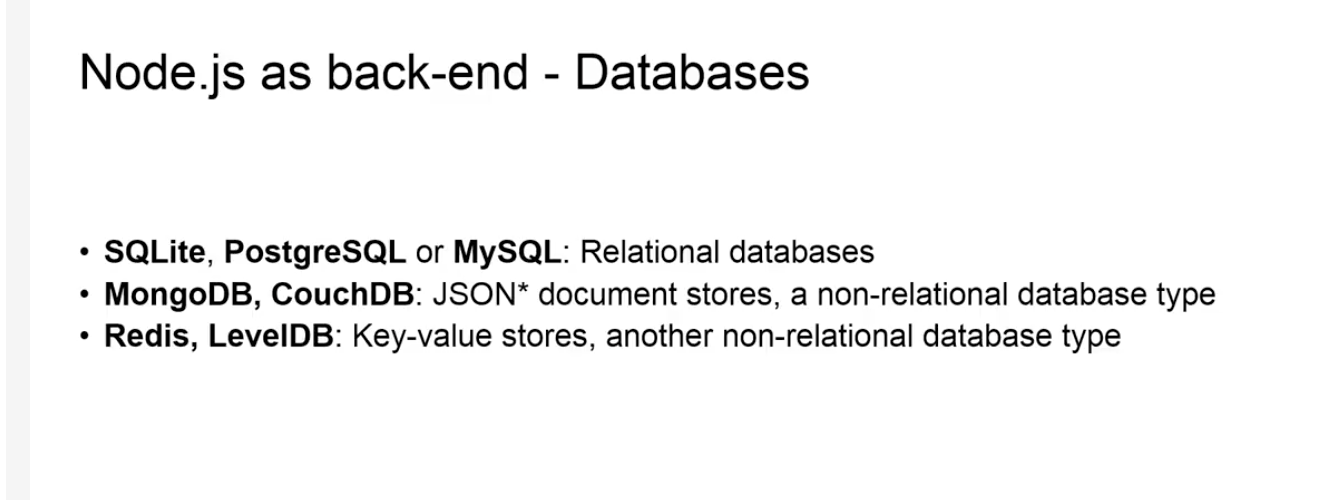 Node.js as back-end - Databases
• SQLite, PostgreSQL or MySQL: Relational databases
• MongoDB, CouchDB: JSON* document stores, a non-relational database type
• Redis, LevelDB: Key-value stores, another non-relational database type